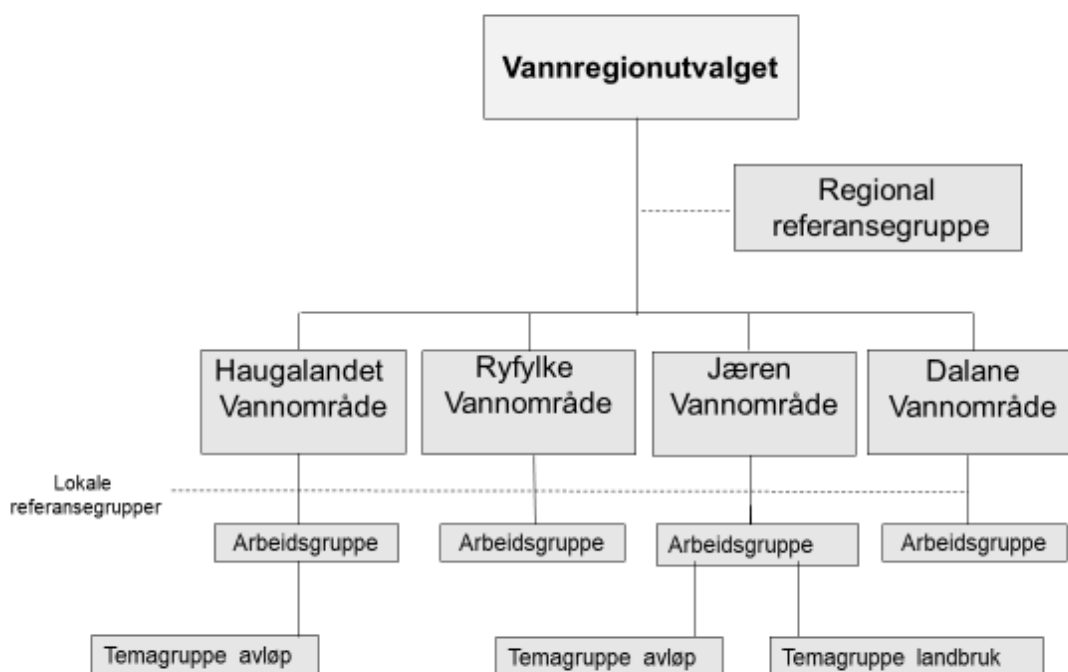 Vannregionutvalget
Regional
referansegruppe
Haugalandet
Vannområde
Ryfylke
Vannområde
Jæren
Vannområde
Dalane
Vannområde
Lokale
referansegrupper
Arbeidsgruppe
Arbeidsgruppe
Arbeidsgruppe
Arbeidsgruppe
Temagruppe avløp
Temagruppe avløp
Temagruppe landbruk